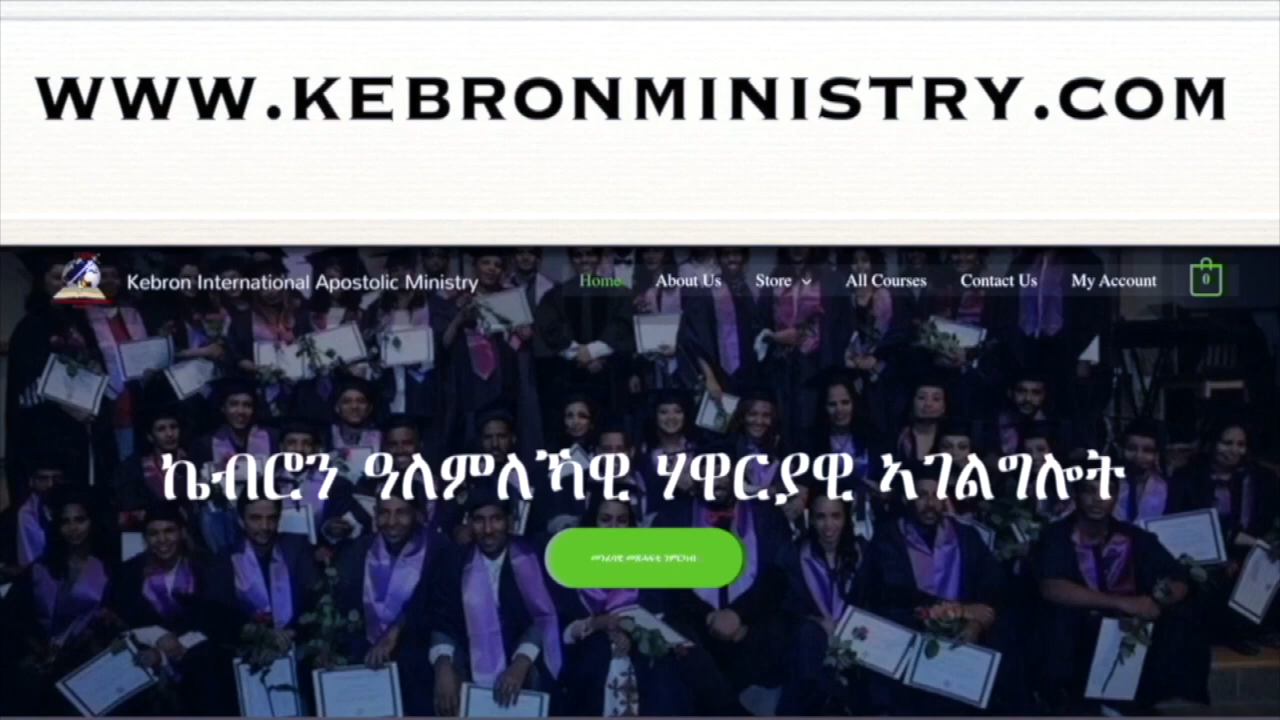 WWW.KEBRONMINISTRY.COM
Kebron International Apostolic Ministry
Home About Us Store All Courses Contact Us My Account 0
ኬብሮን ዓለምለኻዊ ሃዋርያዊ ኣገልግሎት